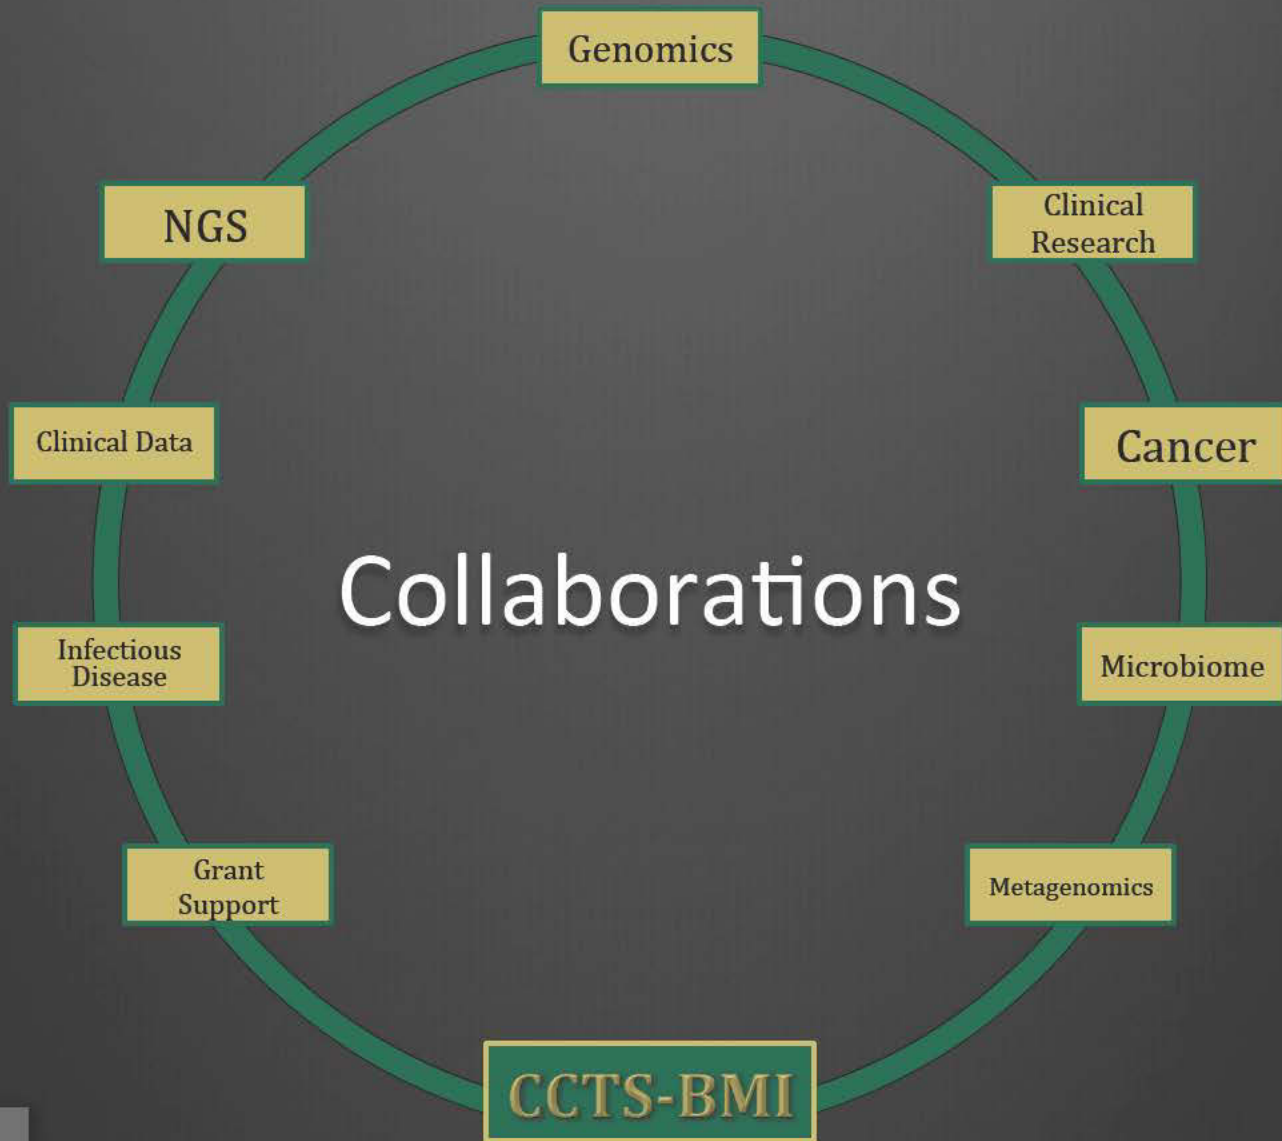 Genomics
NGS
Clinical
Research
Clinical Data
Cancer
Collaborations
Infectious
Disease
Microbiome
Grant
Support
Metagenomics
CCTS-BMI